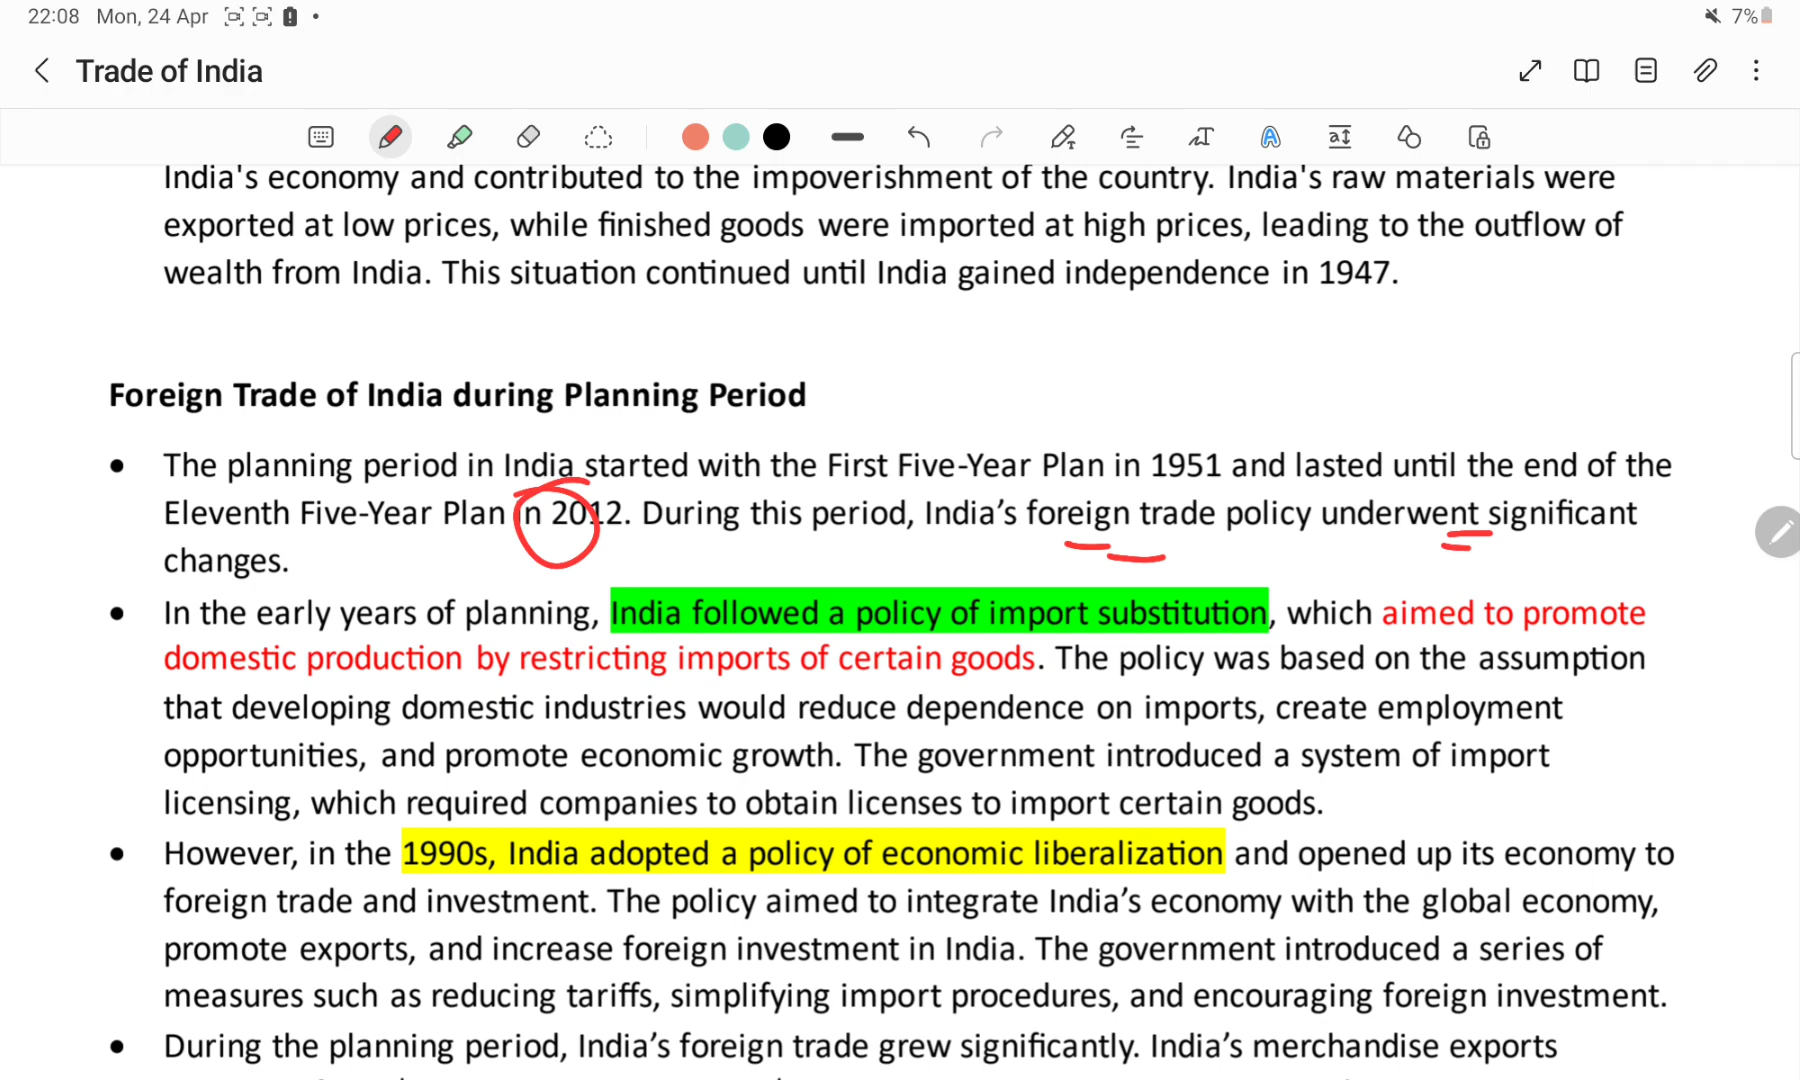 22:08 Mon, 24 Apr
7%
Trade of India
India's economy and contributed to the impoverishment of the country. India's raw materials were
exported at low prices, while finished goods were imported at high prices, leading to the outflow of
wealth from India. This situation continued until India gained independence in 1947.
Foreign Trade of India during Planning Period
• The planning period in India started with the First Five-Year Plan in 1951 and lasted until the end of the
Eleventh Five-Year Plan in 2012. During this period, India’s foreign trade policy underwent significant
changes.
• In the early years of planning, India followed a policy of import substitution, which aimed to promote
domestic production by restricting imports of certain goods. The policy was based on the assumption
that developing domestic industries would reduce dependence on imports, create employment
opportunities, and promote economic growth. The government introduced a system of import
licensing, which required companies to obtain licenses to import certain goods.
• However, in the 1990s, India adopted a policy of economic liberalization and opened up its economy to
foreign trade and investment. The policy aimed to integrate India’s economy with the global economy,
promote exports, and increase foreign investment in India. The government introduced a series of
measures such as reducing tariffs, simplifying import procedures, and encouraging foreign investment.
• During the planning period, India’s foreign trade grew significantly. India’s merchandise exports